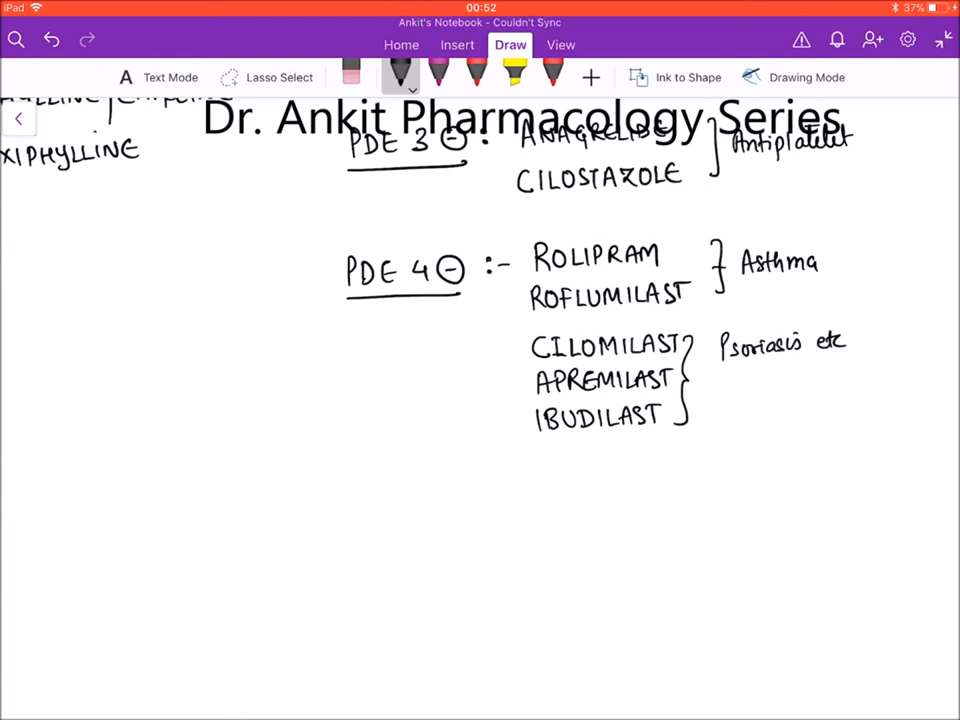 iPad 00:52 37%
Ankit's Notebook - Couldn't Sync
Home Insert Draw View
A Text Mode Lasso Select Ink to Shape Drawing Mode
Dr. Ankit Pharmacology Series
XIPHYLLINE
PDE 3 - : ANAGRELIDE } Antiplatelet
CILOSTAZOLE
PDE 4 - :- ROLIPRAM } Asthma
ROFLUMILAST
CILOMILAST } Psoriasis etc
APREMILAST
IBUDILAST